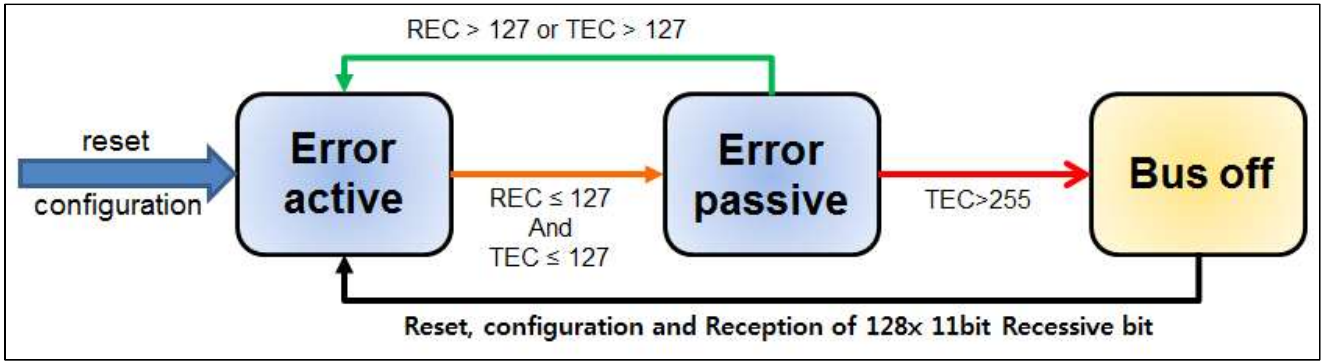 REC > 127 or TEC > 127
reset
configuration
Error
active
REC ≤ 127
And
TEC ≤ 127
Error
passive
TEC>255
Bus off
Reset, configuration and Reception of 128x 11bit Recessive bit